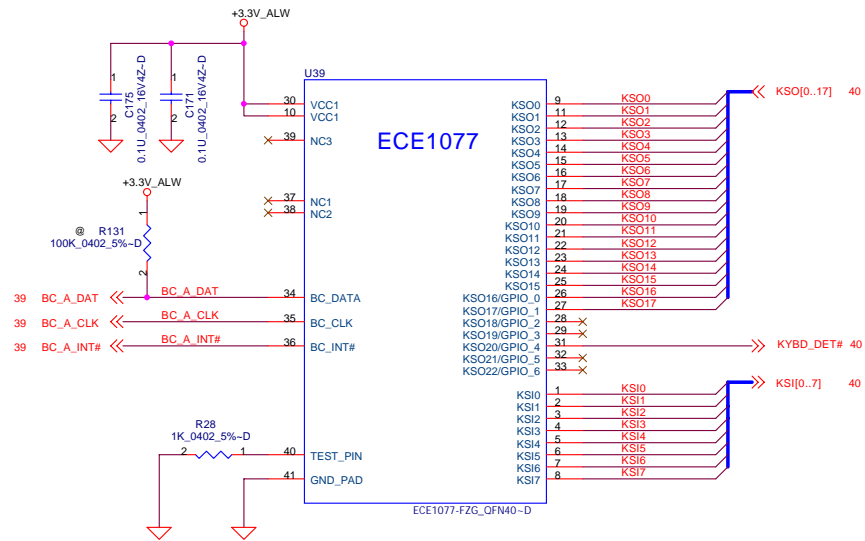 +3.3V_ALW
1
2
C175
0.1U_0402_16V4Z~D
1
2
C171
0.1U_0402_16V4Z~D
+3.3V_ALW
1
2
@ R131
100K_0402_5%~D
39 BC_A_DAT
BC_A_DAT
39 BC_A_CLK
BC_A_CLK
39 BC_A_INT#
BC_A_INT#
R28
1K_0402_5%~D
2 1
U39
ECE1077
30 VCC1
10 VCC1
39 NC3
37 NC1
38 NC2
34 BC_DATA
35 BC_CLK
36 BC_INT#
40 TEST_PIN
41 GND_PAD
KSO0 9 KSO0
KSO1 11 KSO1
KSO2 12 KSO2
KSO3 13 KSO3
KSO4 14 KSO4
KSO5 15 KSO5
KSO6 16 KSO6
KSO7 17 KSO7
KSO8 18 KSO8
KSO9 19 KSO9
KSO10 20 KSO10
KSO11 21 KSO11
KSO12 22 KSO12
KSO13 23 KSO13
KSO14 24 KSO14
KSO15 25 KSO15
KSO16/GPIO_0 26 KSO16
KSO17/GPIO_1 27 KSO17
KSO18/GPIO_2 28
KSO19/GPIO_3 29
KSO20/GPIO_4 31
KSO21/GPIO_5 32
KSO22/GPIO_6 33
KSI0 1 KSI0
KSI1 2 KSI1
KSI2 3 KSI2
KSI3 4 KSI3
KSI4 5 KSI4
KSI5 6 KSI5
KSI6 7 KSI6
KSI7 8 KSI7
KSO[0..17] 40
KYBD_DET# 40
KSI[0..7] 40
ECE1077-FZG_QFN40~D